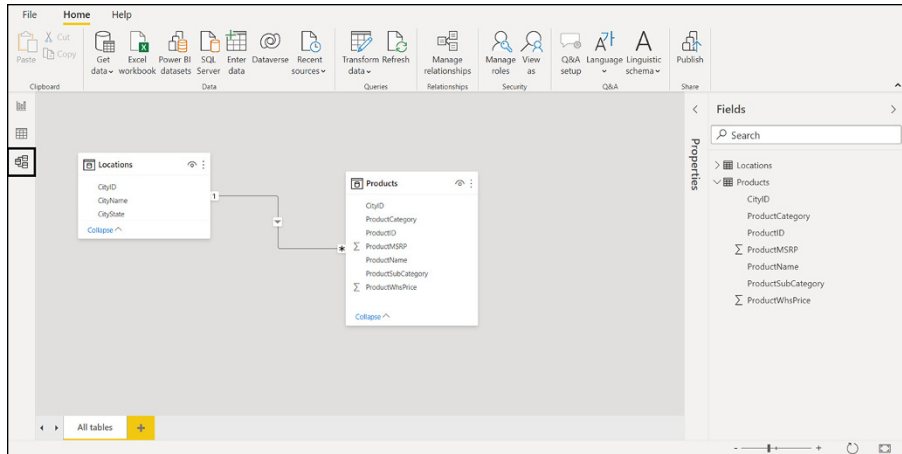 File Home Help
Paste
Cut
Copy
Get data
Excel workbook
Power BI datasets
SQL Server
Enter data
Dataverse
Recent sources
Transform data
Refresh
Manage relationships
Manage roles
View as
Q&A setup
Language
Linguistic schema
Publish
Clipboard Data Queries Relationships Security Q&A Share
Locations
CityID
CityName
CityState
Collapse
1
*
Products
CityID
ProductCategory
ProductID
∑ ProductMSRP
ProductName
ProductSubCategory
∑ ProductWhsPrice
Collapse
Properties
Fields
Search
Locations
Products
CityID
ProductCategory
ProductID
∑ ProductMSRP
ProductName
ProductSubCategory
∑ ProductWhsPrice
All tables +
- +